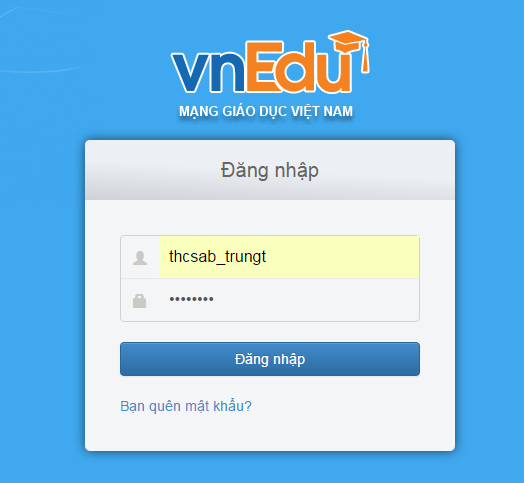 vnEdu
MẠNG GIÁO DỤC VIỆT NAM
Đăng nhập
thcsab_trungt
••••••••
Đăng nhập
Bạn quên mật khẩu?